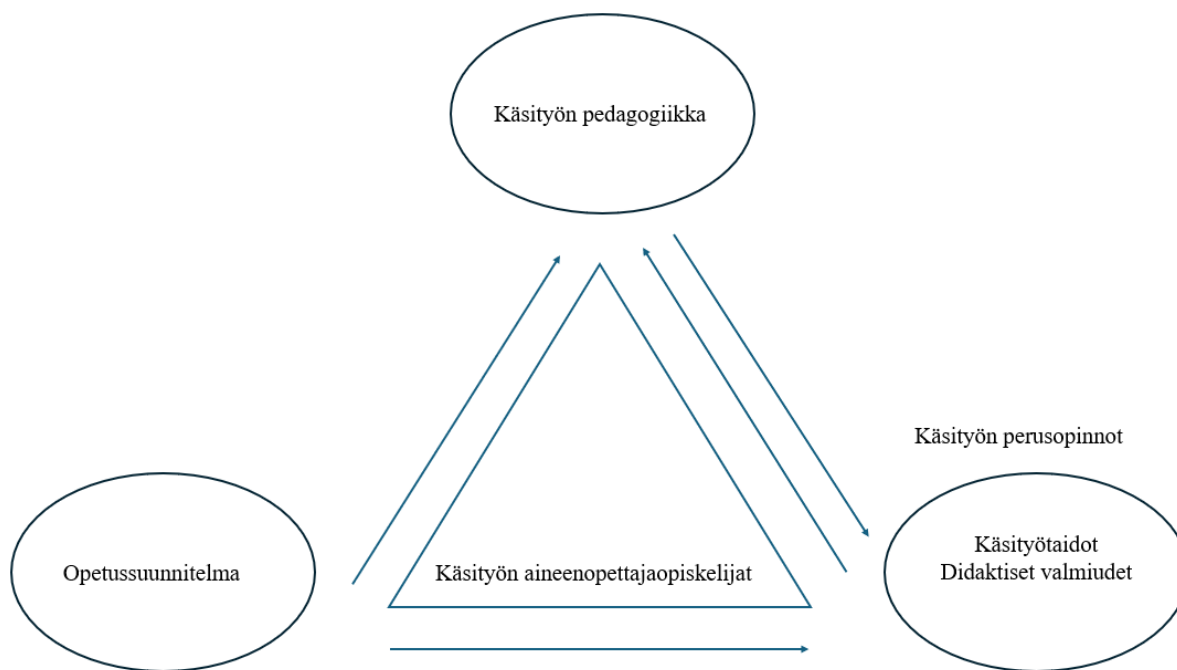 Käsityön pedagogiikka
Käsityön perusopinnot
Opetussuunnitelma
Käsityön aineenopettajaopiskelijat
Käsityötaidot
Didaktiset valmiudet